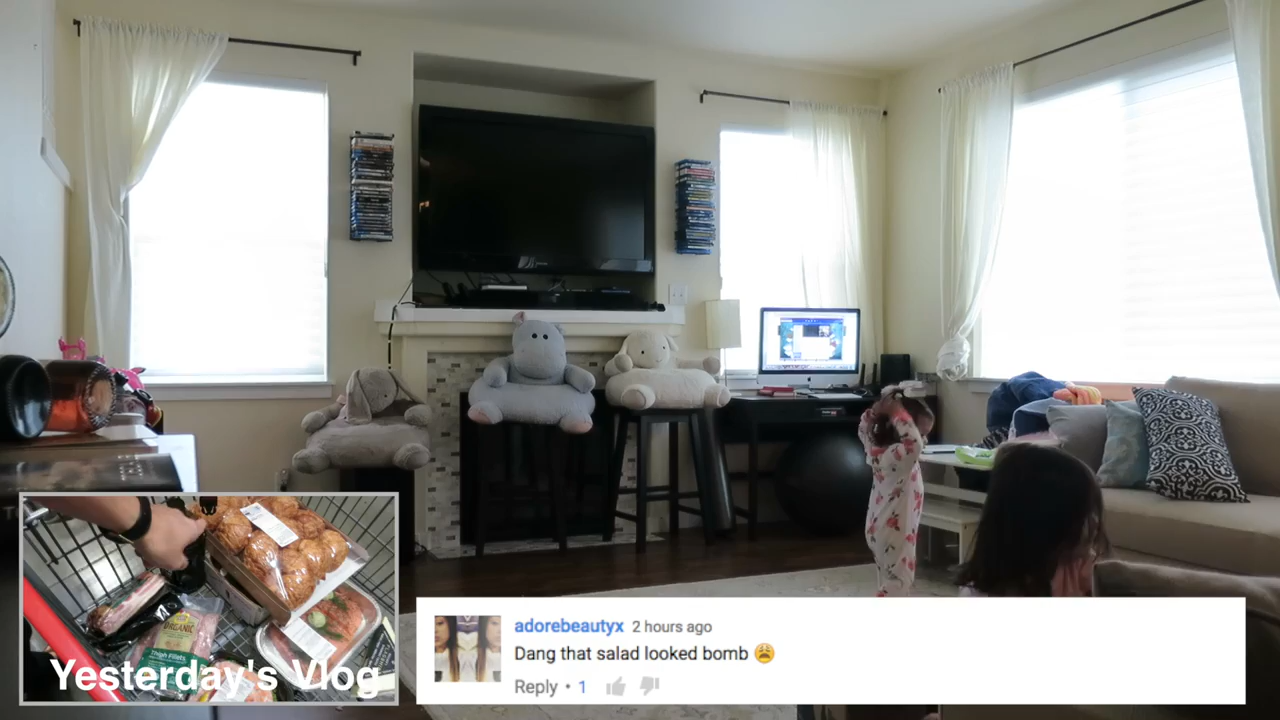 adorebeautyx 2 hours ago
Dang that salad looked bomb 😩
Reply • 1
ORGANIC
Thigh Fillets
Yesterday's Vlog